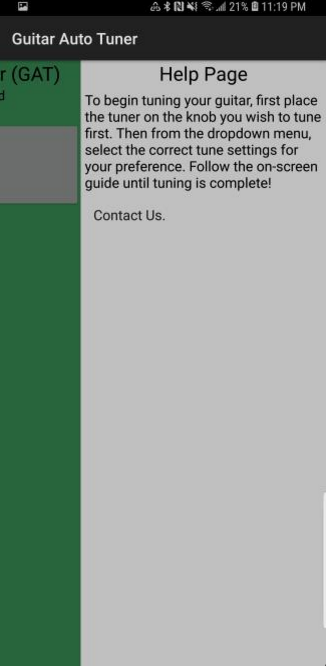 21% 11:19 PM
Guitar Auto Tuner
r (GAT)
d
Help Page
To begin tuning your guitar, first place
the tuner on the knob you wish to tune
first. Then from the dropdown menu,
select the correct tune settings for
your preference. Follow the on-screen
guide until tuning is complete!
Contact Us.